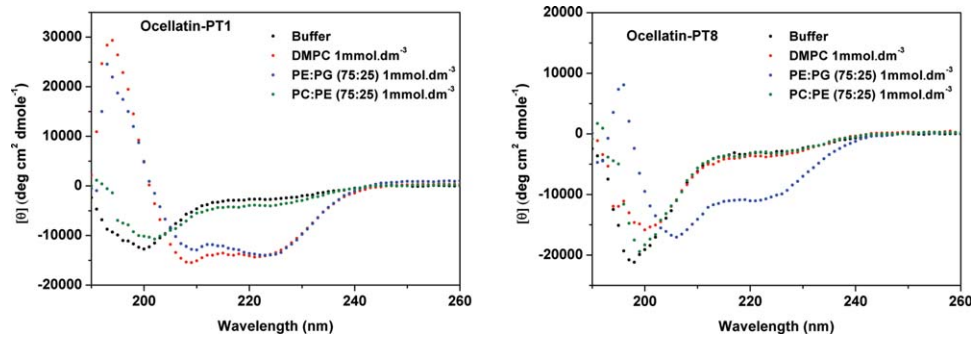 Ocellatin-PT1
Buffer
DMPC 1mmol.dm⁻³
PE:PG (75:25) 1mmol.dm⁻³
PC:PE (75:25) 1mmol.dm⁻³
30000
20000
10000
0
-10000
-20000
200
220
240
260
[θ] (deg cm² dmole⁻¹)
Wavelength (nm)
Ocellatin-PT8
Buffer
DMPC 1mmol.dm⁻³
PE:PG (75:25) 1mmol.dm⁻³
PC:PE (75:25) 1mmol.dm⁻³
20000
10000
0
-10000
-20000
200
220
240
260
[θ] (deg cm² dmole⁻¹)
Wavelength (nm)